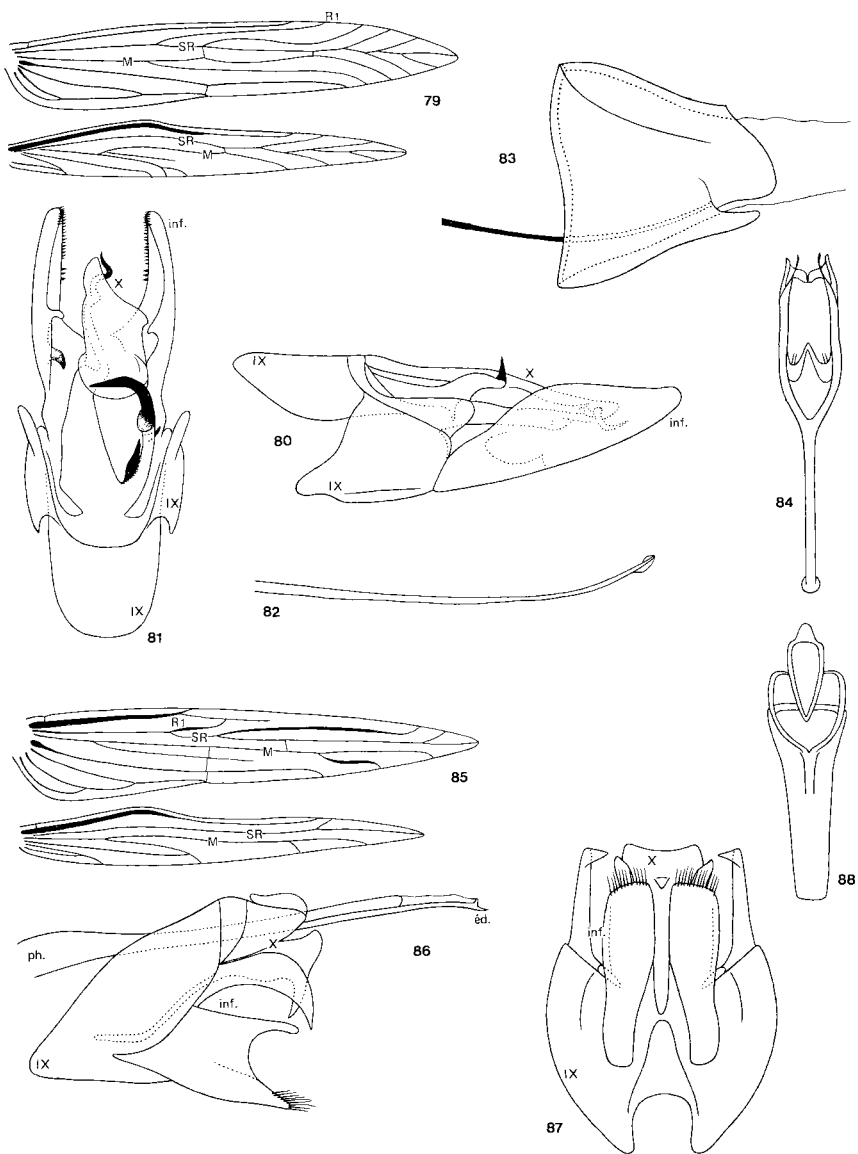 R1
SR
M
79
SR
M
83
inf.
X
IX
IX
81
IX
X
inf.
IX
80
84
82
R1
SR
M
85
SR
M
88
ph.
X
éd.
86
inf.
IX
X
inf.
IX
87